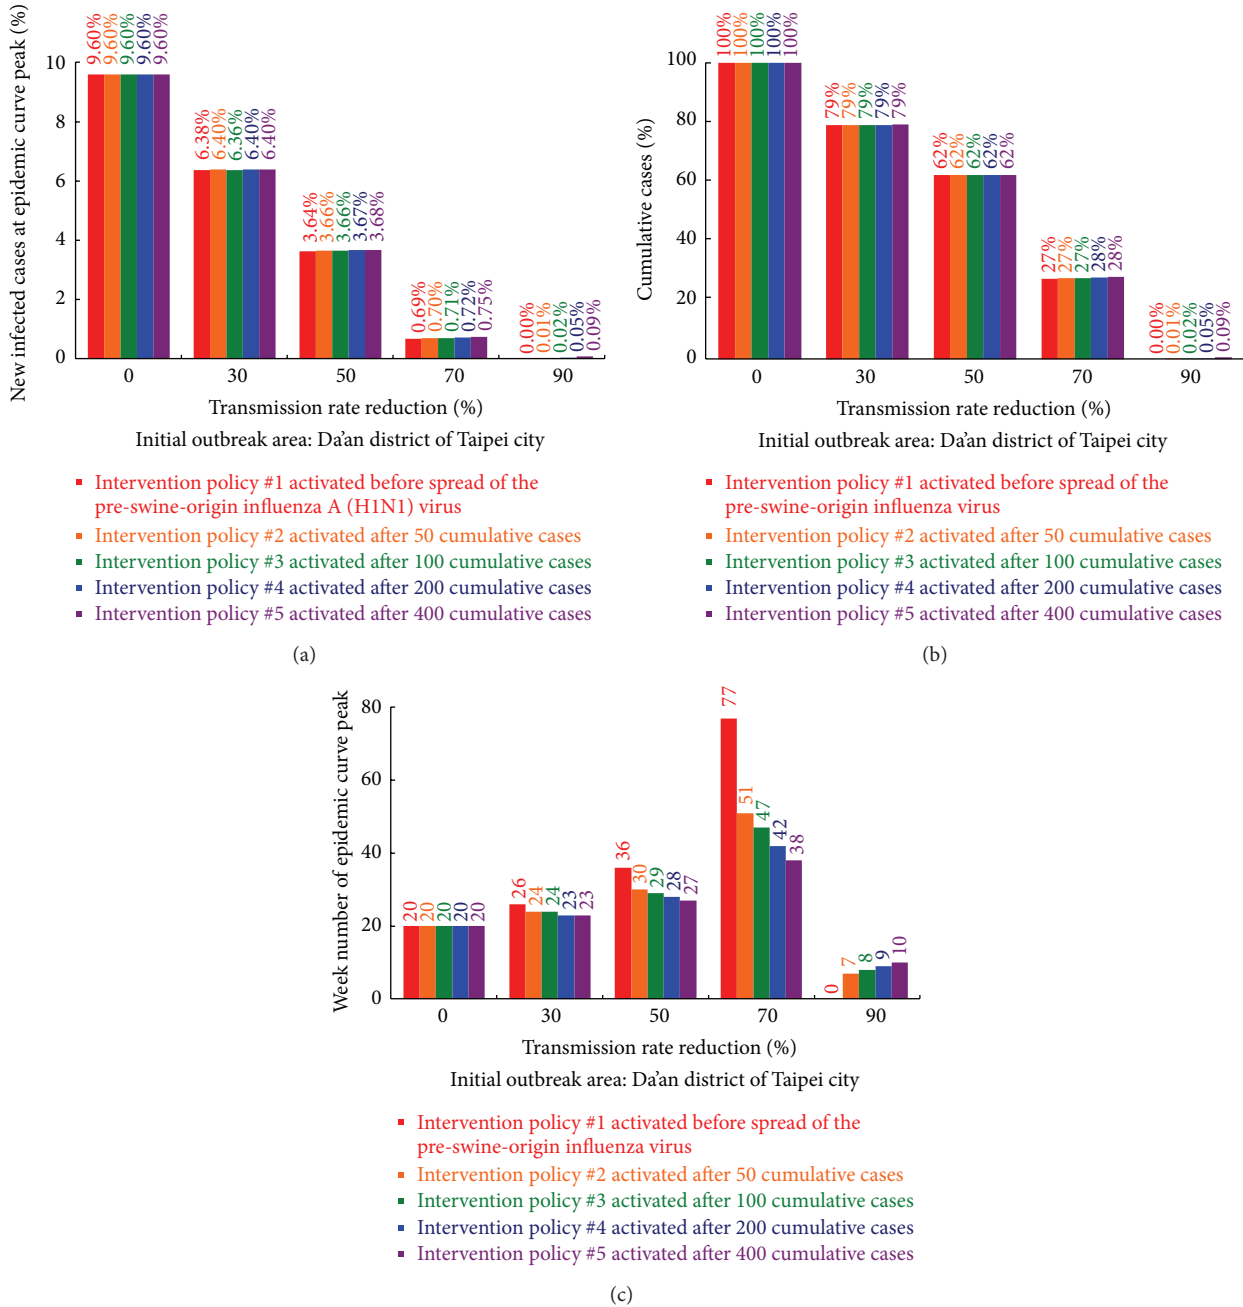 New infected cases at epidemic curve peak (%)
10
8
6
4
2
0
9.60%
9.60%
9.60%
9.60%
9.60%
6.38%
6.40%
6.36%
6.40%
6.40%
3.64%
3.66%
3.66%
3.67%
3.68%
0.69%
0.70%
0.71%
0.72%
0.75%
0.00%
0.01%
0.02%
0.05%
0.09%
0 30 50 70 90
Transmission rate reduction (%)
Initial outbreak area: Da'an district of Taipei city
Intervention policy #1 activated before spread of the
pre-swine-origin influenza A (H1N1) virus
Intervention policy #2 activated after 50 cumulative cases
Intervention policy #3 activated after 100 cumulative cases
Intervention policy #4 activated after 200 cumulative cases
Intervention policy #5 activated after 400 cumulative cases
(a)
Cumulative cases (%)
100
80
60
40
20
0
100%
100%
100%
100%
100%
79%
79%
79%
79%
79%
62%
62%
62%
62%
62%
27%
27%
27%
28%
28%
0.00%
0.01%
0.02%
0.05%
0.09%
0 30 50 70 90
Transmission rate reduction (%)
Initial outbreak area: Da'an district of Taipei city
Intervention policy #1 activated before spread of the
pre-swine-origin influenza virus
Intervention policy #2 activated after 50 cumulative cases
Intervention policy #3 activated after 100 cumulative cases
Intervention policy #4 activated after 200 cumulative cases
Intervention policy #5 activated after 400 cumulative cases
(b)
Week number of epidemic curve peak
80
60
40
20
0
20
20
20
20
20
26
24
24
23
23
36
30
29
28
27
77
51
47
42
38
0
7
8
9
10
0 30 50 70 90
Transmission rate reduction (%)
Initial outbreak area: Da'an district of Taipei city
Intervention policy #1 activated before spread of the
pre-swine-origin influenza virus
Intervention policy #2 activated after 50 cumulative cases
Intervention policy #3 activated after 100 cumulative cases
Intervention policy #4 activated after 200 cumulative cases
Intervention policy #5 activated after 400 cumulative cases
(c)